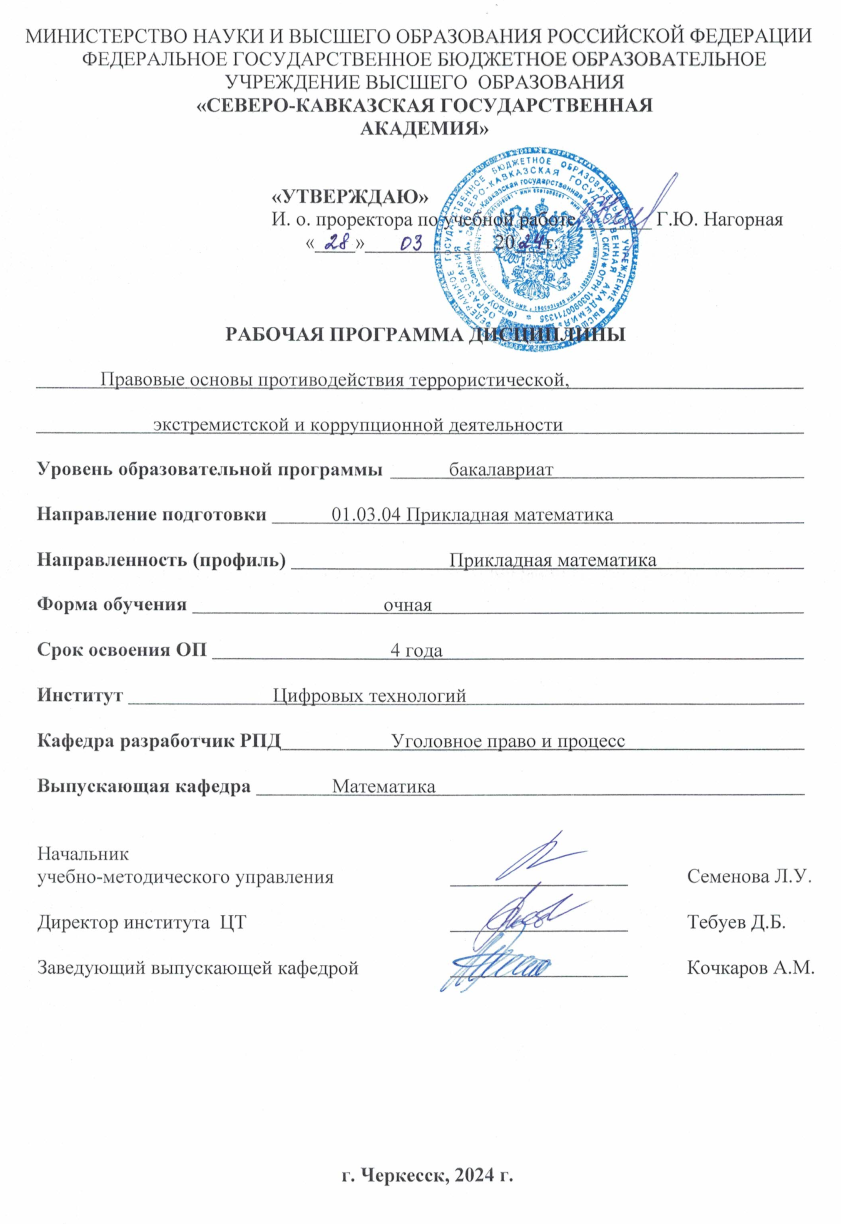 МИНИСТЕРСТВО НАУКИ И ВЫСШЕГО ОБРАЗОВАНИЯ РОССИЙСКОЙ ФЕДЕРАЦИИ
ФЕДЕРАЛЬНОЕ ГОСУДАРСТВЕННОЕ БЮДЖЕТНОЕ ОБРАЗОВАТЕЛЬНОЕ
УЧРЕЖДЕНИЕ ВЫСШЕГО ОБРАЗОВАНИЯ
«СЕВЕРО-КАВКАЗСКАЯ ГОСУДАРСТВЕННАЯ
АКАДЕМИЯ»
«УТВЕРЖДАЮ»
И. о. проректора по учебной работе Г.Ю. Нагорная
«28» 03 2024 г.
РАБОЧАЯ ПРОГРАММА ДИСЦИПЛИНЫ
Правовые основы противодействия террористической,
экстремистской и коррупционной деятельности
Уровень образовательной программы бакалавриат
Направление подготовки 01.03.04 Прикладная математика
Направленность (профиль) Прикладная математика
Форма обучения очная
Срок освоения ОП 4 года
Институт Цифровых технологий
Кафедра разработчик РПД Уголовное право и процесс
Выпускающая кафедра Математика
Начальник
учебно-методического управления Семенова Л.У.
Директор института ЦТ Тебуев Д.Б.
Заведующий выпускающей кафедрой Кочкаров А.М.
г. Черкесск, 2024 г.